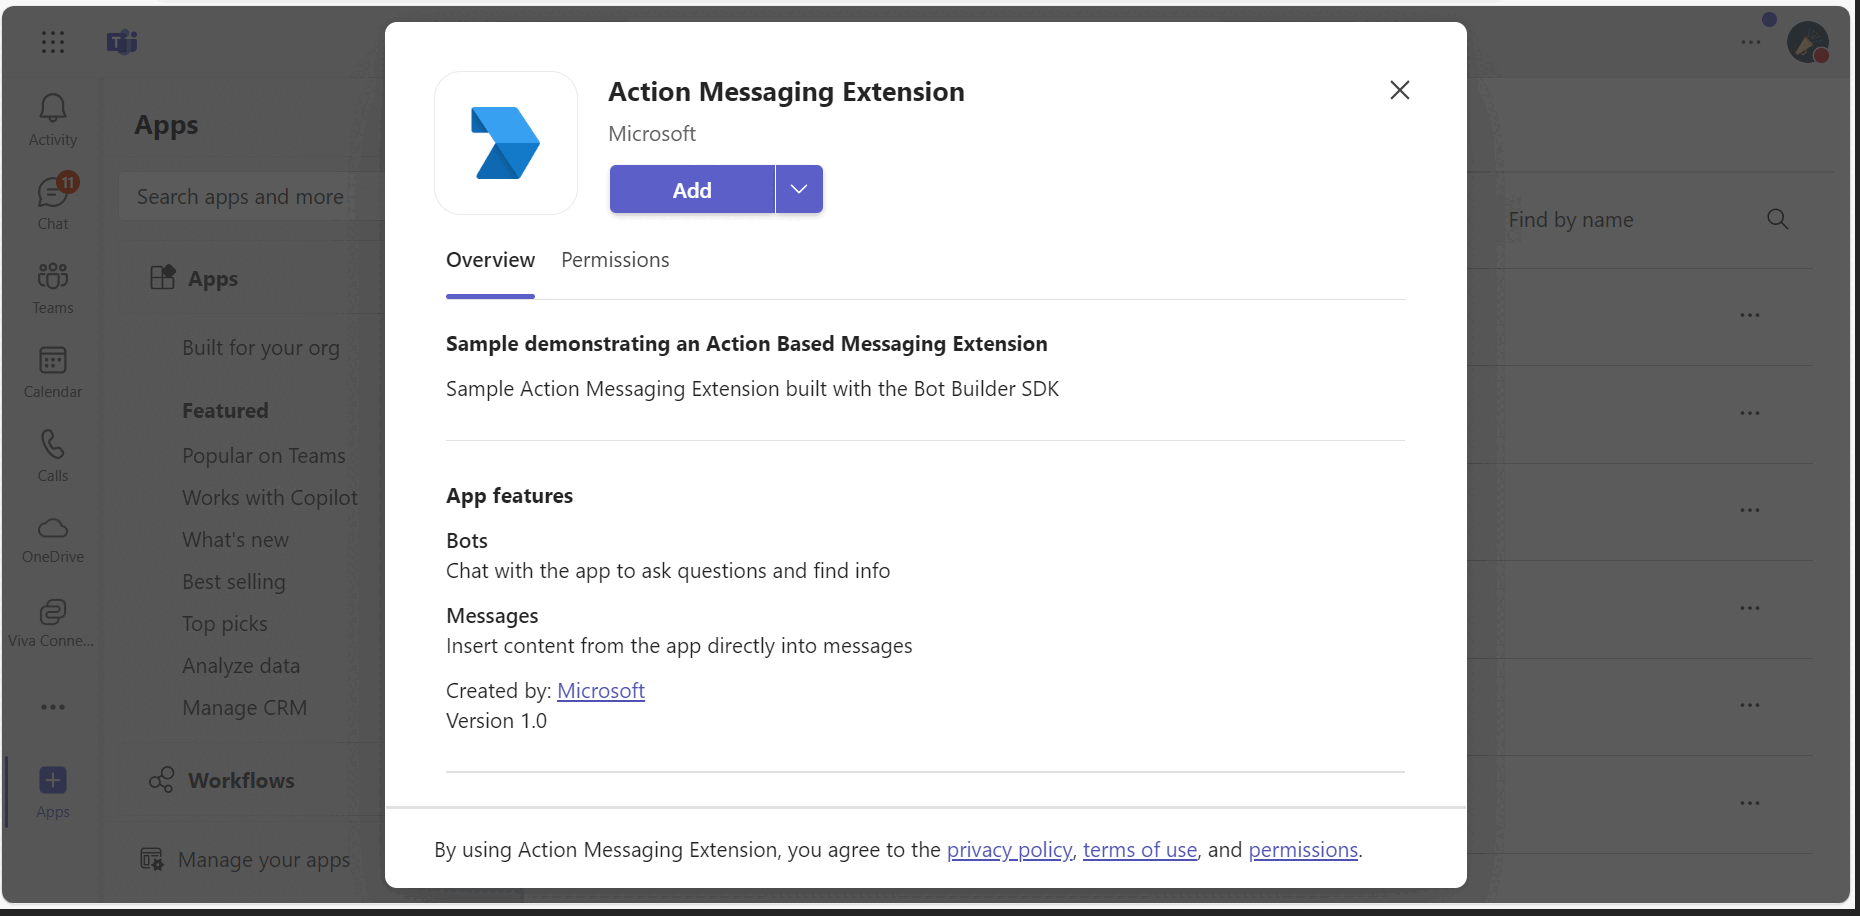 Activity
11
Chat
Teams
Calendar
Calls
OneDrive
Viva Conne...
Apps
Apps
Search apps and more
Apps
Built for your org
Featured
Popular on Teams
Works with Copilot
What's new
Best selling
Top picks
Analyze data
Manage CRM
Workflows
Manage your apps
Action Messaging Extension
Microsoft
Add
Overview Permissions
Sample demonstrating an Action Based Messaging Extension
Sample Action Messaging Extension built with the Bot Builder SDK
App features
Bots
Chat with the app to ask questions and find info
Messages
Insert content from the app directly into messages
Created by: Microsoft
Version 1.0
By using Action Messaging Extension, you agree to the privacy policy, terms of use, and permissions.
Find by name